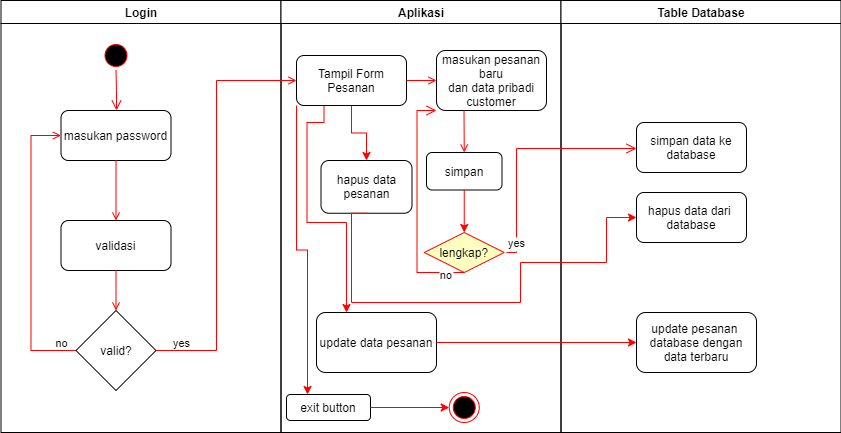 Login
Aplikasi
Table Database
masukan password
validasi
valid?
no
yes
Tampil Form
Pesanan
masukan pesanan
baru
dan data pribadi
customer
hapus data
pesanan
simpan
lengkap?
yes
no
update data pesanan
exit button
simpan data ke
database
hapus data dari
database
update pesanan
database dengan
data terbaru